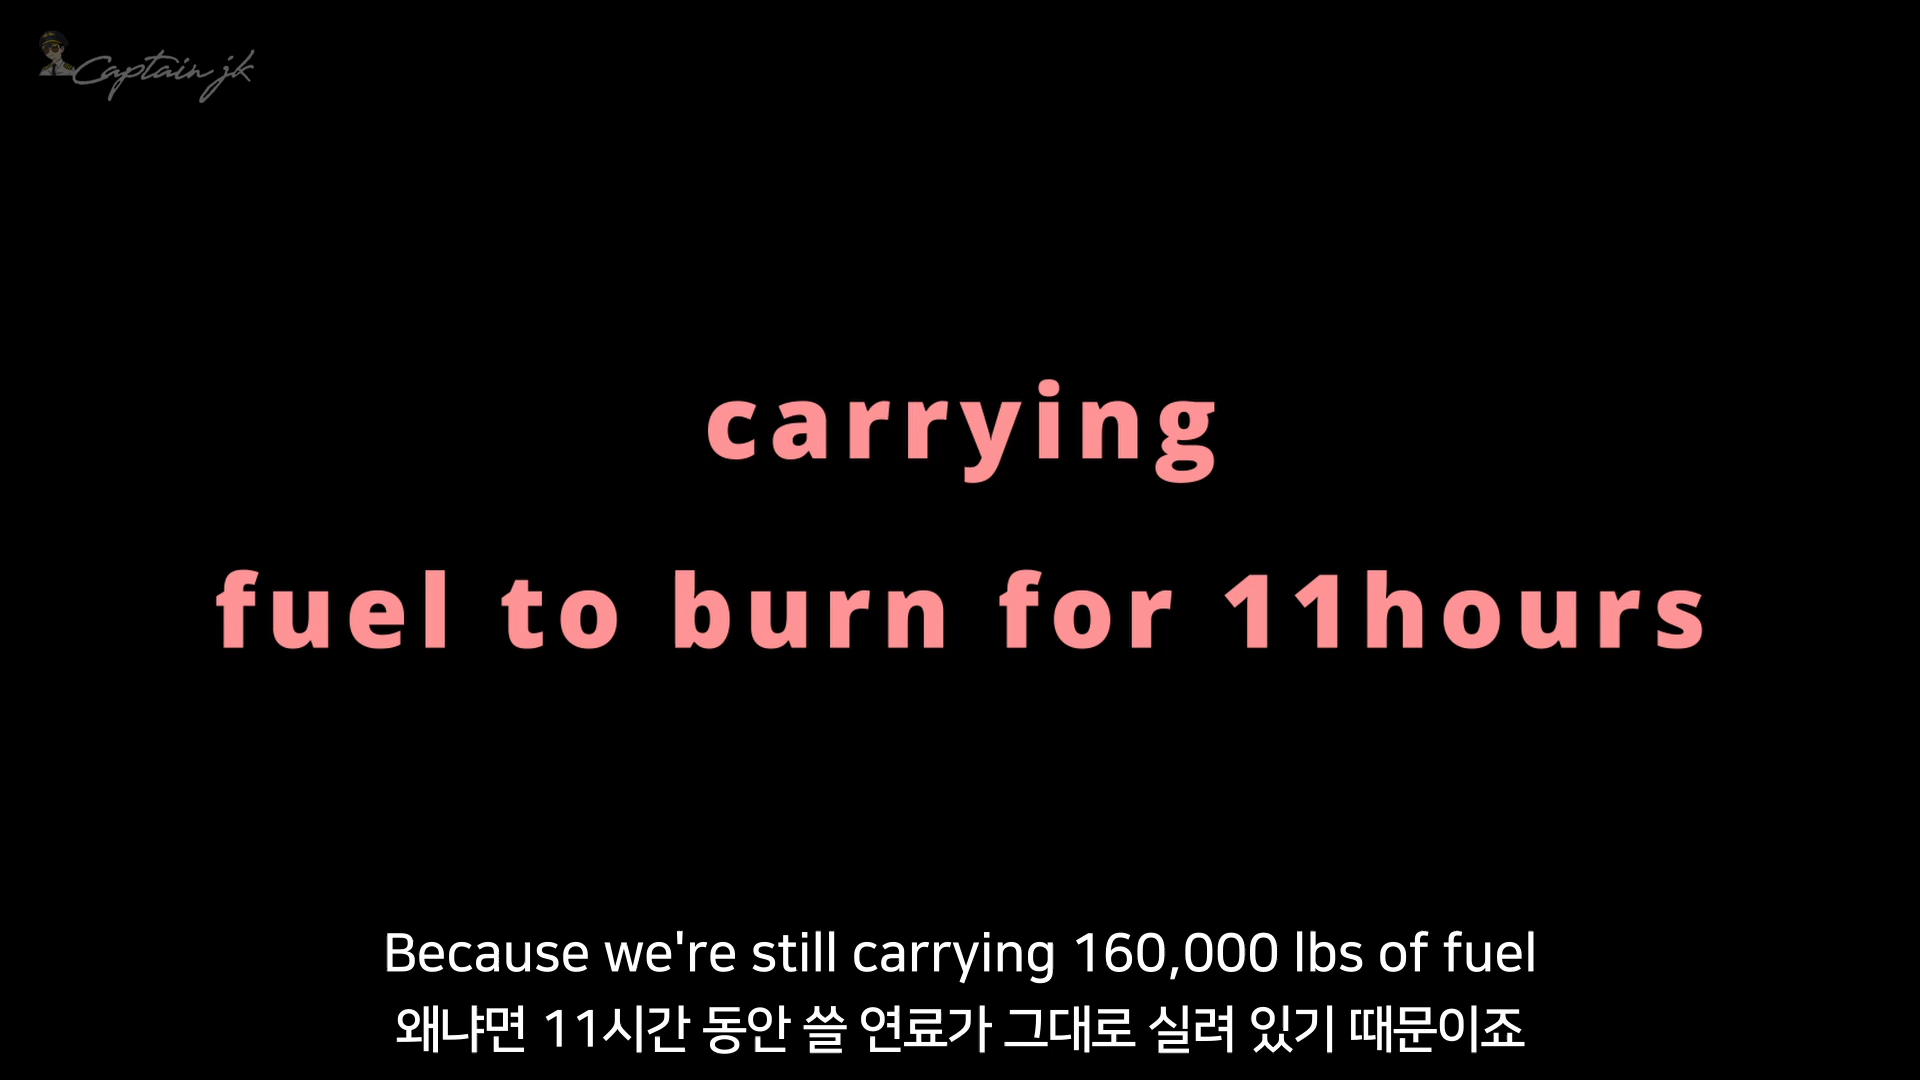 Captain jk
carrying
fuel to burn for 11hours
Because we're still carrying 160,000 lbs of fuel
왜냐면 11시간 동안 쓸 연료가 그대로 실려 있기 때문이죠